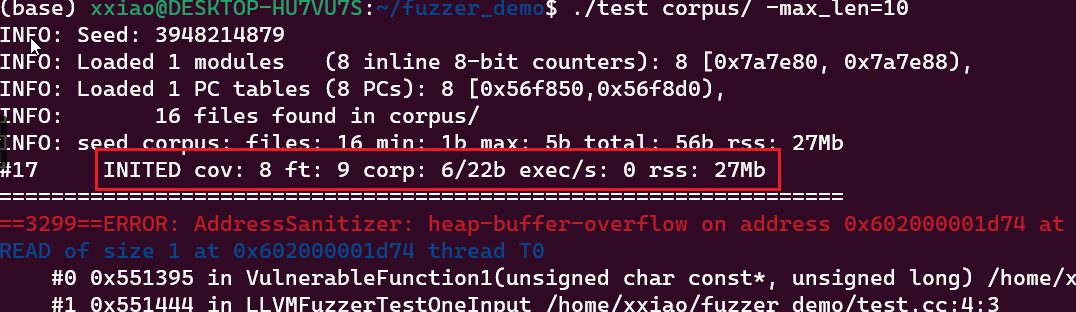 (base) xxiao@DESKTOP-HU7VU7S:~/fuzzer_demo$ ./test corpus/ -max_len=10
INFO: Seed: 3948214879
INFO: Loaded 1 modules   (8 inline 8-bit counters): 8 [0x7a7e80, 0x7a7e88),
INFO: Loaded 1 PC tables (8 PCs): 8 [0x56f850,0x56f8d0),
INFO:       16 files found in corpus/
INFO: seed corpus: files: 16 min: 1b max: 5b total: 56b rss: 27Mb
#17     INITED cov: 8 ft: 9 corp: 6/22b exec/s: 0 rss: 27Mb
=================================================================
==3299==ERROR: AddressSanitizer: heap-buffer-overflow on address 0x602000001d74 at
READ of size 1 at 0x602000001d74 thread T0
    #0 0x551395 in VulnerableFunction1(unsigned char const*, unsigned long) /home/x
    #1 0x551444 in LLVMFuzzerTestOneInput /home/xxiao/fuzzer_demo/test.cc:4:3